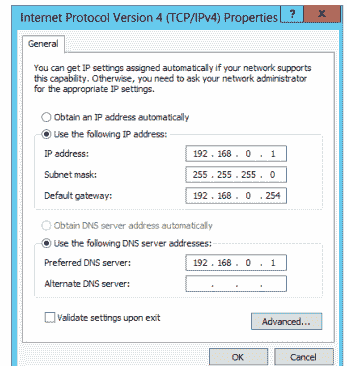 Internet Protocol Version 4 (TCP/IPv4) Properties ? x
General
You can get IP settings assigned automatically if your network supports
this capability. Otherwise, you need to ask your network administrator
for the appropriate IP settings.
Obtain an IP address automatically
Use the following IP address:
IP address: 192 . 168 . 0 . 1
Subnet mask: 255 . 255 . 255 . 0
Default gateway: 192 . 168 . 0 . 254
Obtain DNS server address automatically
Use the following DNS server addresses:
Preferred DNS server: 192 . 168 . 0 . 1
Alternate DNS server: . . .
Validate settings upon exit
Advanced...
OK Cancel